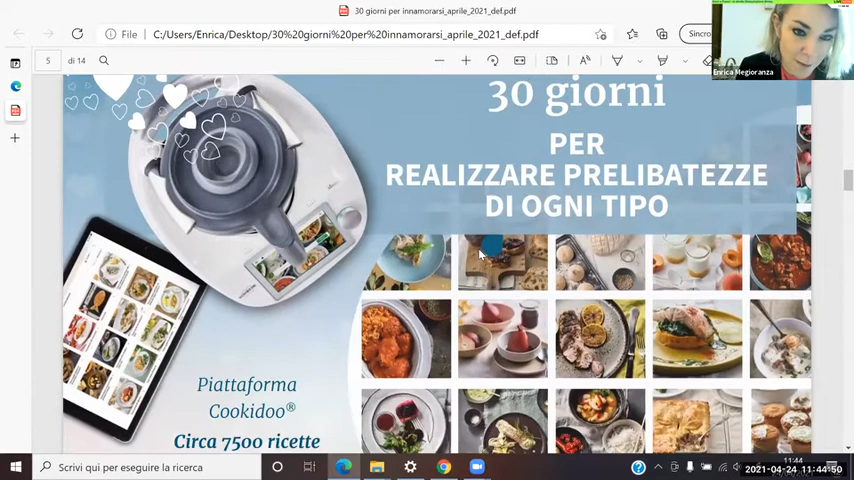 30 giorni per innamorarsi_aprile_2021_def.pdf
File
C:/Users/Enrica/Desktop/30%20giorni%20per%20innamorarsi_aprile_2021_def.pdf
Sincro
Enrica Megioranza
5 di 14
30 giorni
PER
REALIZZARE PRELIBATEZZE
DI OGNI TIPO
Piattaforma
Cookidoo®
Circa 7500 ricette
Scrivi qui per eseguire la ricerca
11:44
2021-04-24 11:44:50